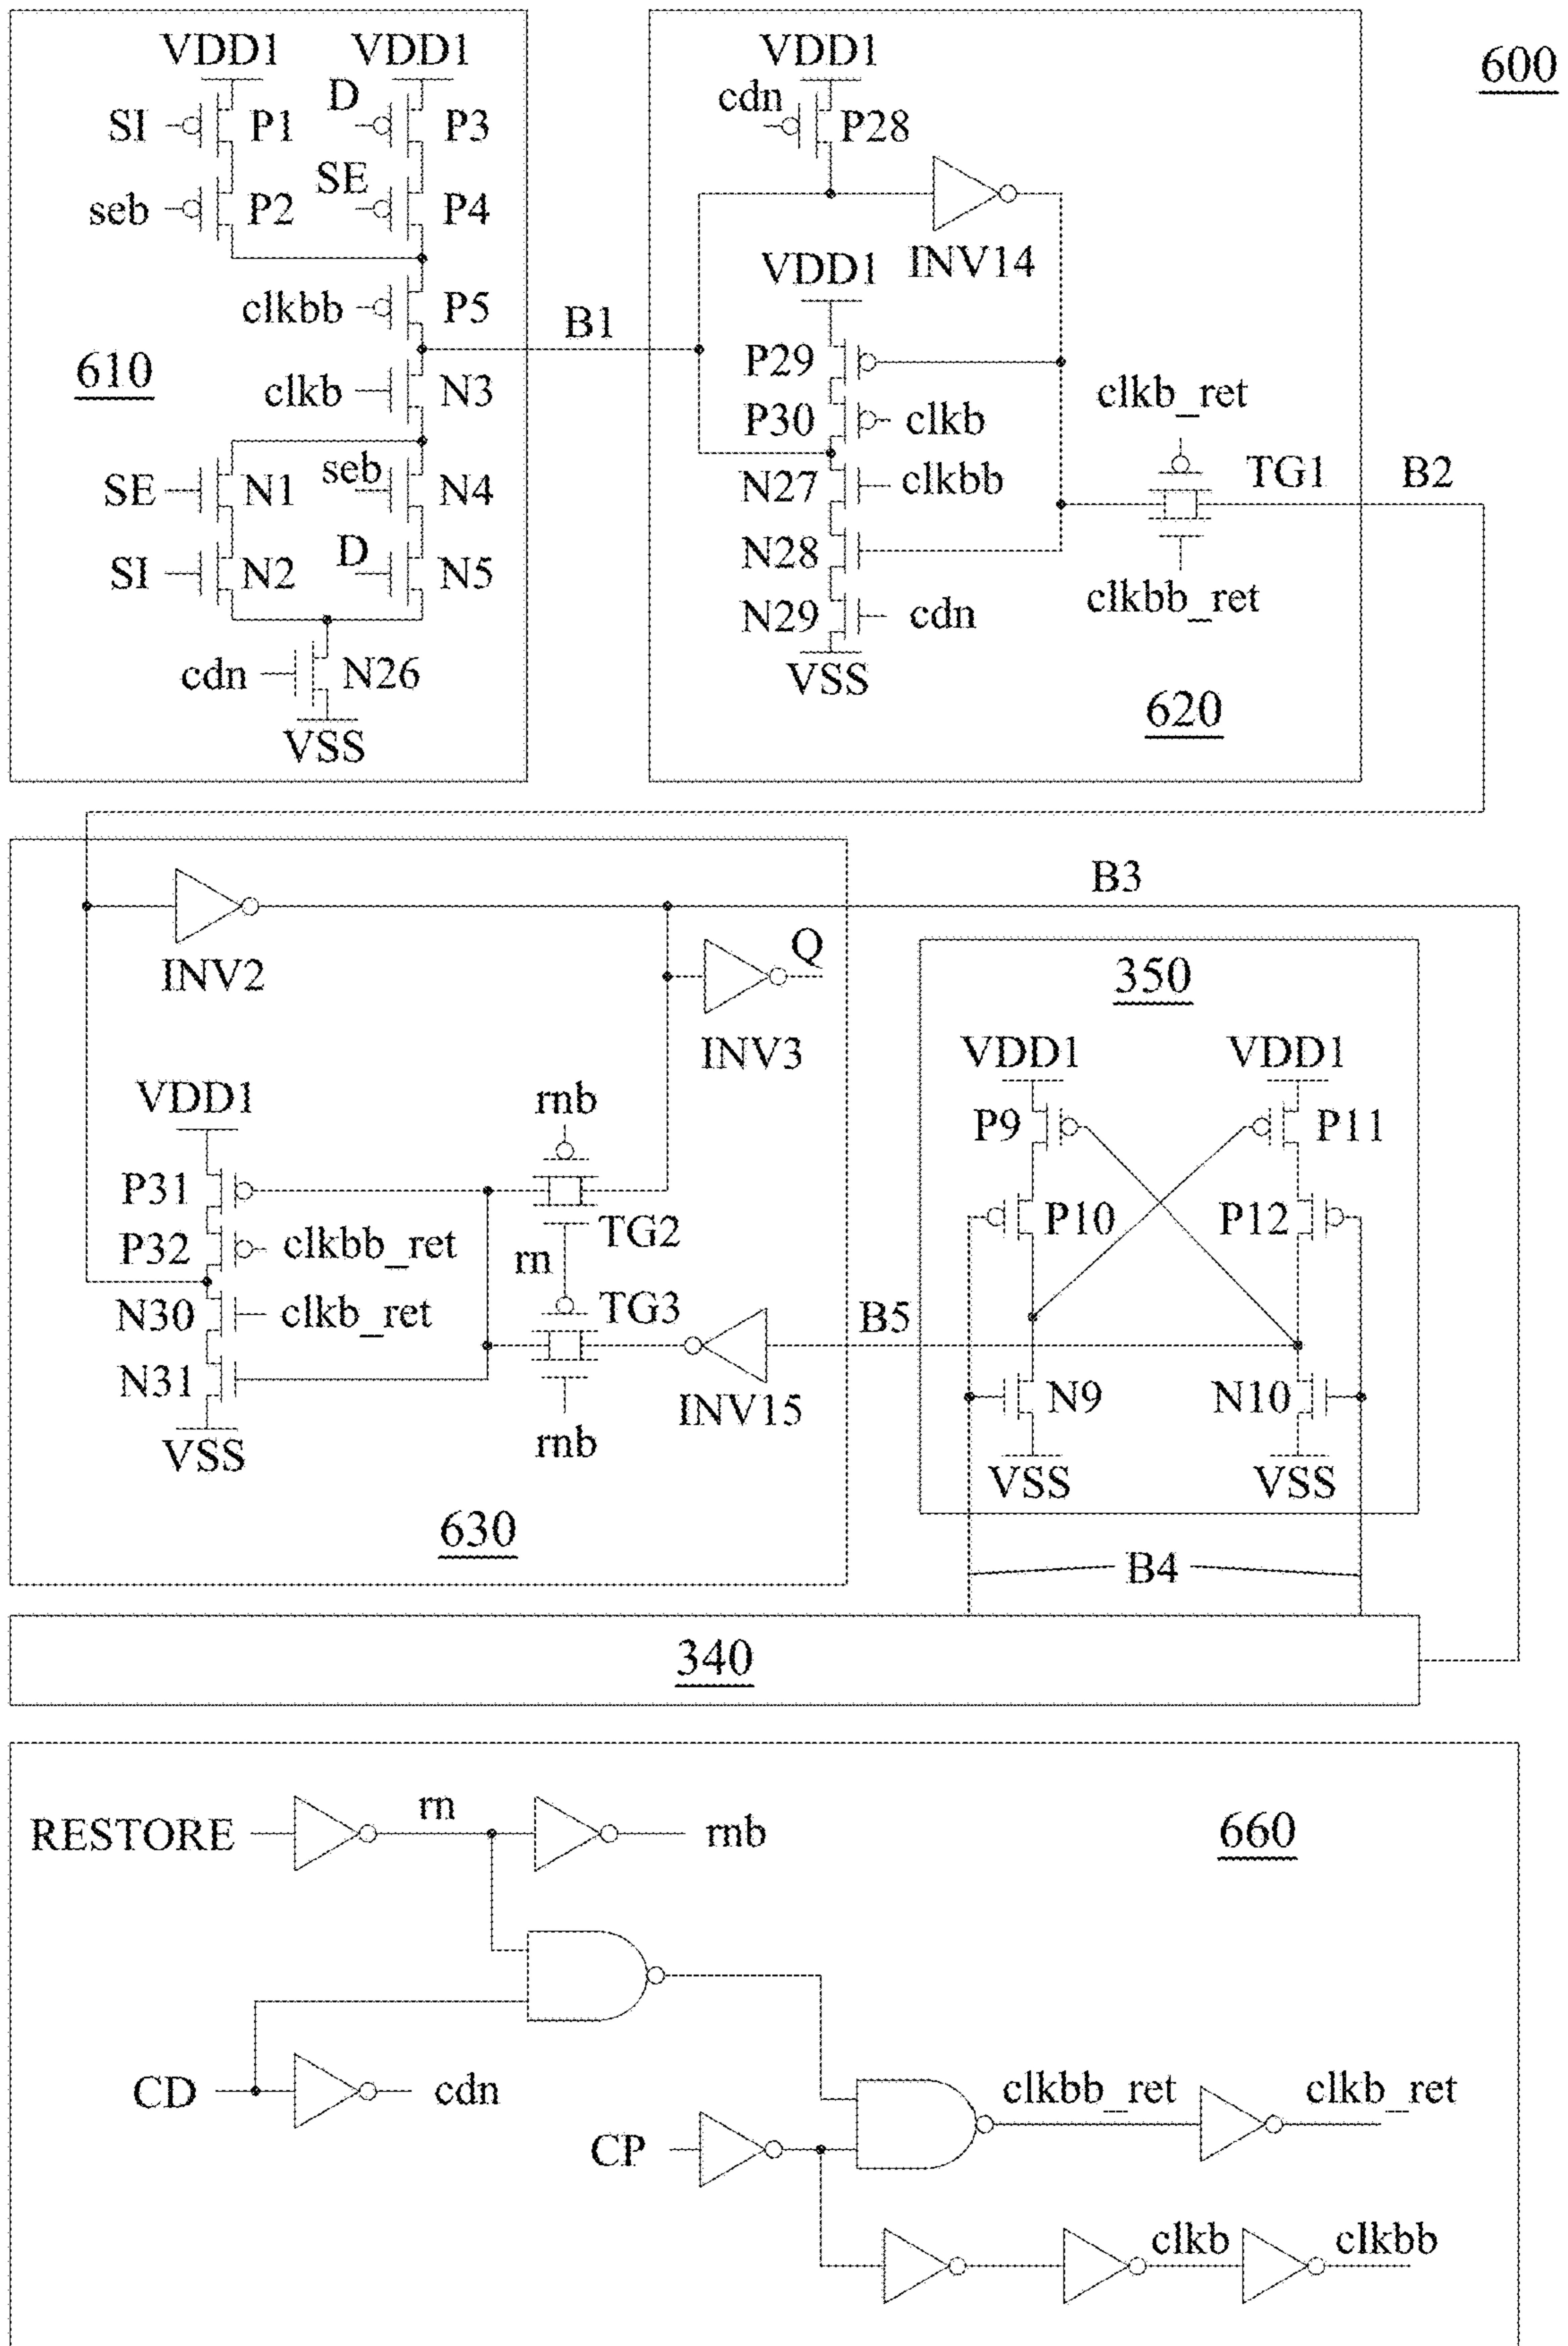 600
VDD1 VDD1
SI P1
D P3
seb P2
SE P4
clkbb P5
610
clkb N3
SE N1
seb N4
SI N2
D N5
cdn N26
VSS
B1
VDD1
cdn P28
INV14
VDD1
P29
P30 clkb
N27 clkbb
N28
N29 cdn
VSS
clkb_ret
TG1
clkbb_ret
620
B2
INV2
B3
Q
INV3
VDD1
P31
P32 clkbb_ret
N30 clkb_ret
N31
VSS
rnb
TG2
rn
TG3
rnb
INV15
630
B5
350
VDD1 VDD1
P9 P11
P10 P12
N9 N10
VSS VSS
B4
340
RESTORE rn rnb
660
CD cdn
CP
clkbb_ret clkb_ret
clkb clkbb